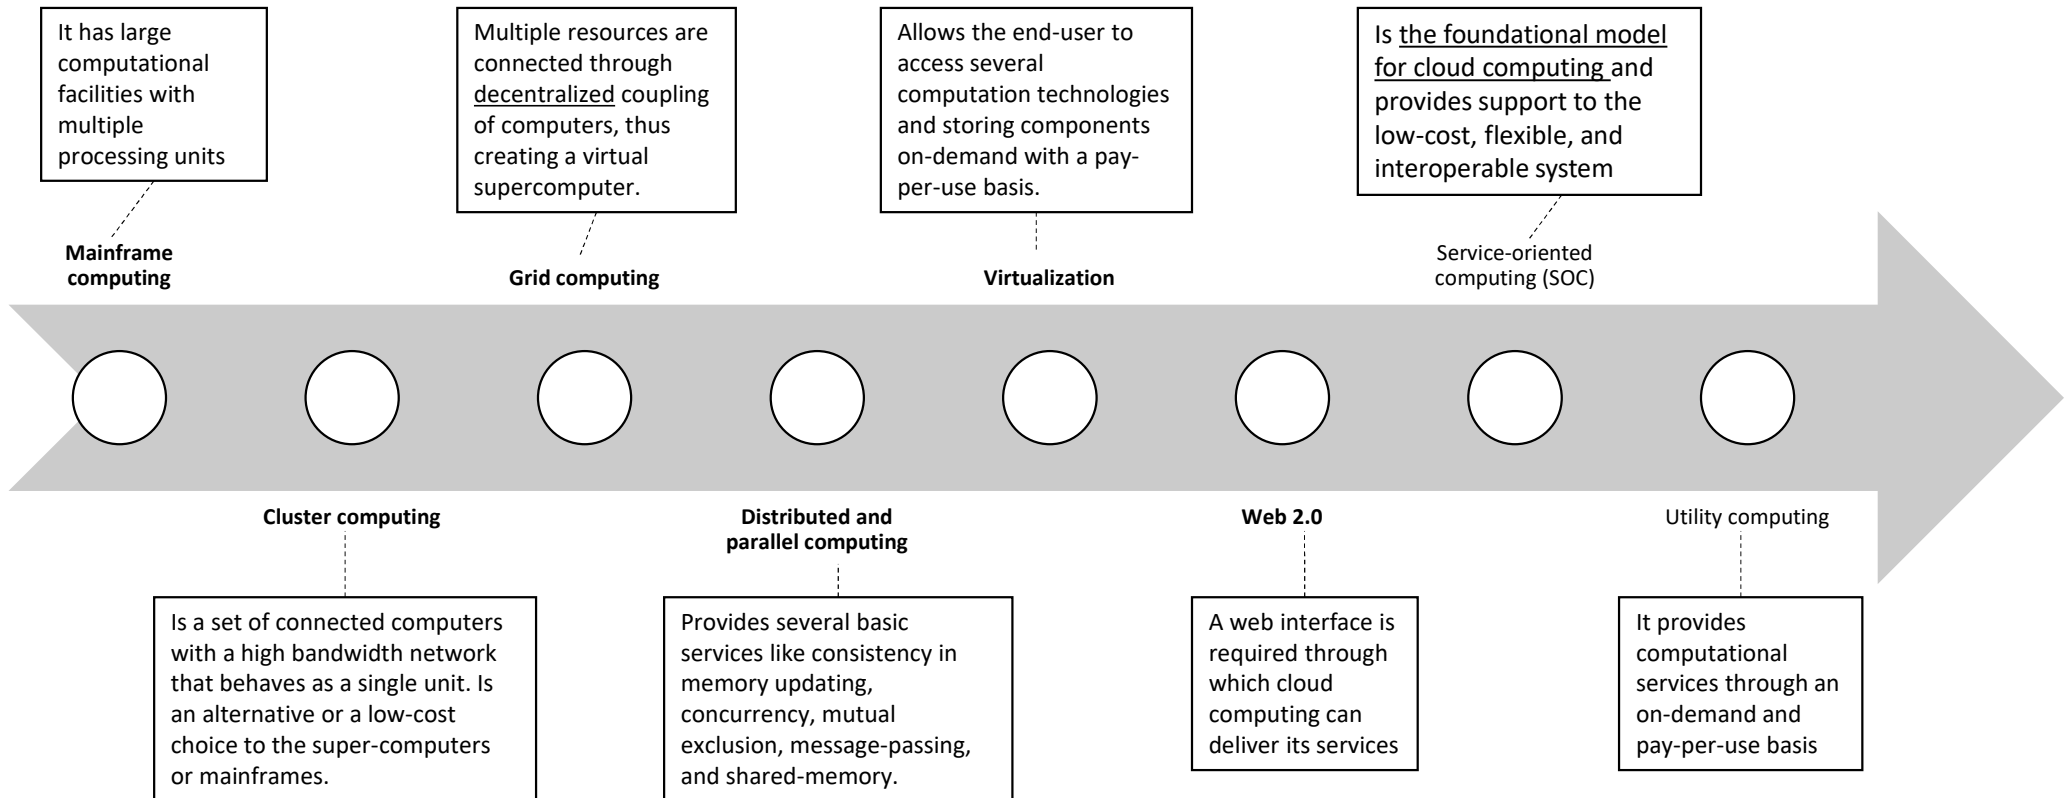 It has large
computational
facilities with
multiple
processing units
Mainframe
computing
Multiple resources are
connected through
decentralized coupling
of computers, thus
creating a virtual
supercomputer.
Grid computing
Allows the end-user to
access several
computation technologies
and storing components
on-demand with a pay-
per-use basis.
Virtualization
Is the foundational model
for cloud computing and
provides support to the
low-cost, flexible, and
interoperable system
Service-oriented
computing (SOC)
Cluster computing
Is a set of connected computers
with a high bandwidth network
that behaves as a single unit. Is
an alternative or a low-cost
choice to the super-computers
or mainframes.
Distributed and
parallel computing
Provides several basic
services like consistency in
memory updating,
concurrency, mutual
exclusion, message-passing,
and shared-memory.
Web 2.0
A web interface is
required through
which cloud
computing can
deliver its services
Utility computing
It provides
computational
services through an
on-demand and
pay-per-use basis